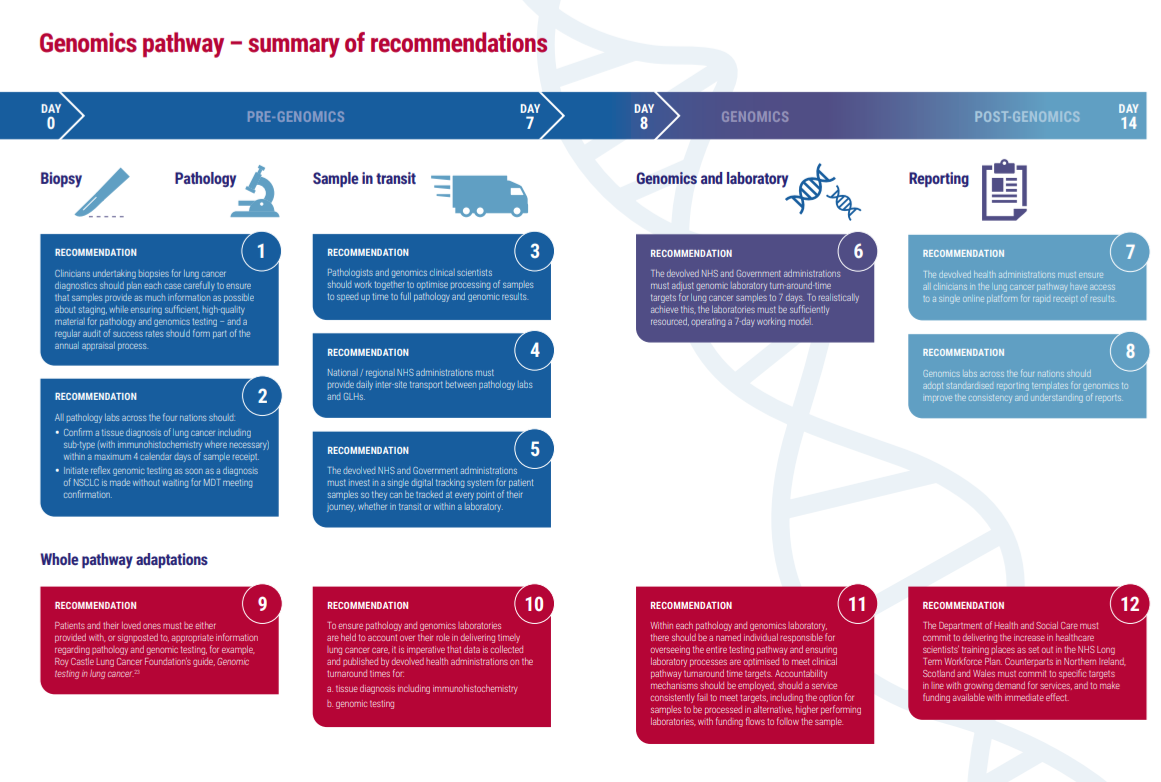 Genomics pathway – summary of recommendations
DAY
0
PRE-GENOMICS
DAY
7
DAY
8
GENOMICS
POST-GENOMICS
DAY
14
Biopsy
Pathology
Sample in transit
Genomics and laboratory
Reporting
RECOMMENDATION
1
Clinicians undertaking biopsies for lung cancer
diagnostics should plan each case carefully to ensure
that samples provide as much information as possible
about staging, while ensuring sufficient, high-quality
material for pathology and genomics testing – and a
regular audit of success rates should form part of the
annual appraisal process.
RECOMMENDATION
2
All pathology labs across the four nations should:
• Confirm a tissue diagnosis of lung cancer including
sub-type (with immunohistochemistry where necessary)
within a maximum 4 calendar days of sample receipt.
• Initiate reflex genomic testing as soon as a diagnosis
of NSCLC is made without waiting for MDT meeting
confirmation.
RECOMMENDATION
3
Pathologists and genomics clinical scientists
should work together to optimise processing of samples
to speed up time to full pathology and genomic results.
RECOMMENDATION
4
National / regional NHS administrations must
provide daily inter-site transport between pathology labs
and GLHs.
RECOMMENDATION
5
The devolved NHS and Government administrations
must invest in a single digital tracking system for patient
samples so they can be tracked at every point of their
journey, whether in transit or within a laboratory.
RECOMMENDATION
6
The devolved NHS and Government administrations
must adjust genomic laboratory turn-around-time
targets for lung cancer samples to 7 days. To realistically
achieve this, the laboratories must be sufficiently
resourced, operating a 7-day working model.
RECOMMENDATION
7
The devolved health administrations must ensure
all clinicians in the lung cancer pathway have access
to a single online platform for rapid receipt of results.
RECOMMENDATION
8
Genomics labs across the four nations should
adopt standardised reporting templates for genomics to
improve the consistency and understanding of reports.
Whole pathway adaptations
RECOMMENDATION
9
Patients and their loved ones must be either
provided with, or signposted to, appropriate information
regarding pathology and genomic testing, for example,
Roy Castle Lung Cancer Foundation's guide, Genomic
testing in lung cancer.²³
RECOMMENDATION
10
To ensure pathology and genomics laboratories
are held to account over their role in delivering timely
lung cancer care, it is imperative that data is collected
and published by devolved health administrations on the
turnaround times for:
a. tissue diagnosis including immunohistochemistry
b. genomic testing
RECOMMENDATION
11
Within each pathology and genomics laboratory,
there should be a named individual responsible for
overseeing the entire testing pathway and ensuring
laboratory processes are optimised to meet clinical
pathway turnaround time targets. Accountability
mechanisms should be employed, should a service
consistently fail to meet targets, including the option for
samples to be processed in alternative, higher performing
laboratories, with funding flows to follow the sample.
RECOMMENDATION
12
The Department of Health and Social Care must
commit to delivering the increase in healthcare
scientists' training places as set out in the NHS Long
Term Workforce Plan. Counterparts in Northern Ireland,
Scotland and Wales must commit to specific targets
in line with growing demand for services, and to make
funding available with immediate effect.